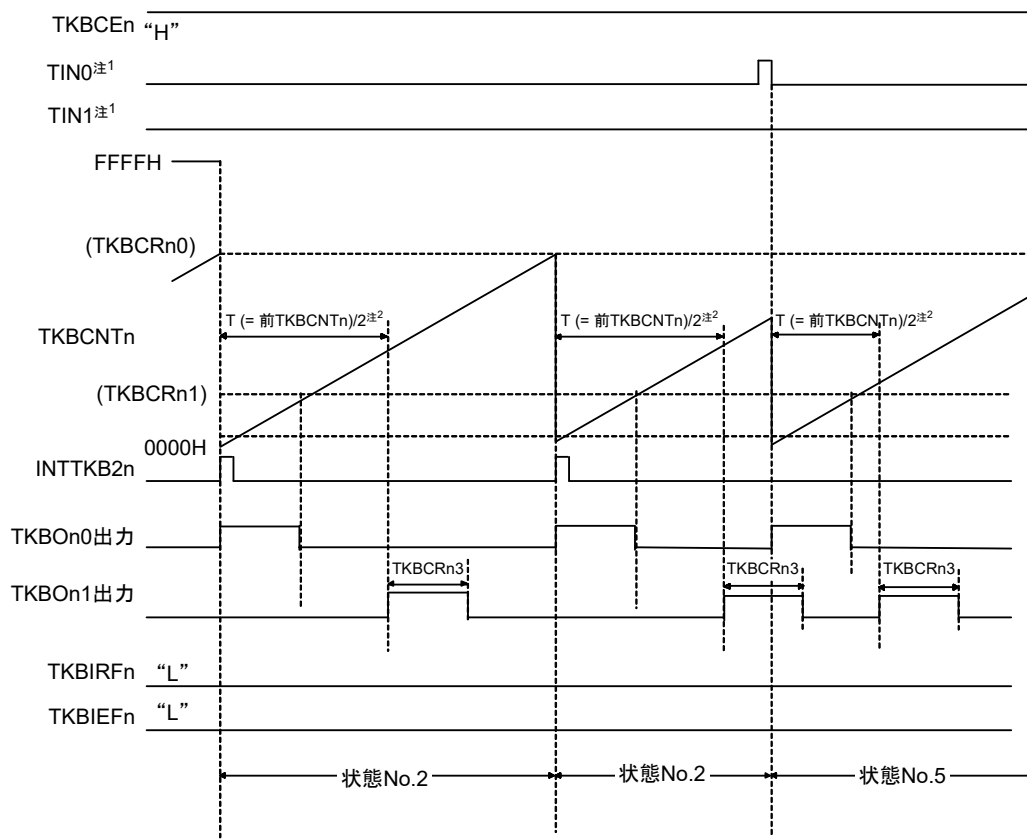 TKBCEn “H”
TIN0注1
TIN1注1
FFFFH
(TKBCRn0)
T (= 前TKBCNTn)/2注2 T (= 前TKBCNTn)/2注2 T (= 前TKBCNTn)/2注2
TKBCNTn
(TKBCRn1)
0000H
INTTKB2n
TKBOn0出力
TKBCRn3 TKBCRn3 TKBCRn3
TKBOn1出力
TKBIRFn “L”
TKBIEFn “L”
状態No.2 状態No.2 状態No.5